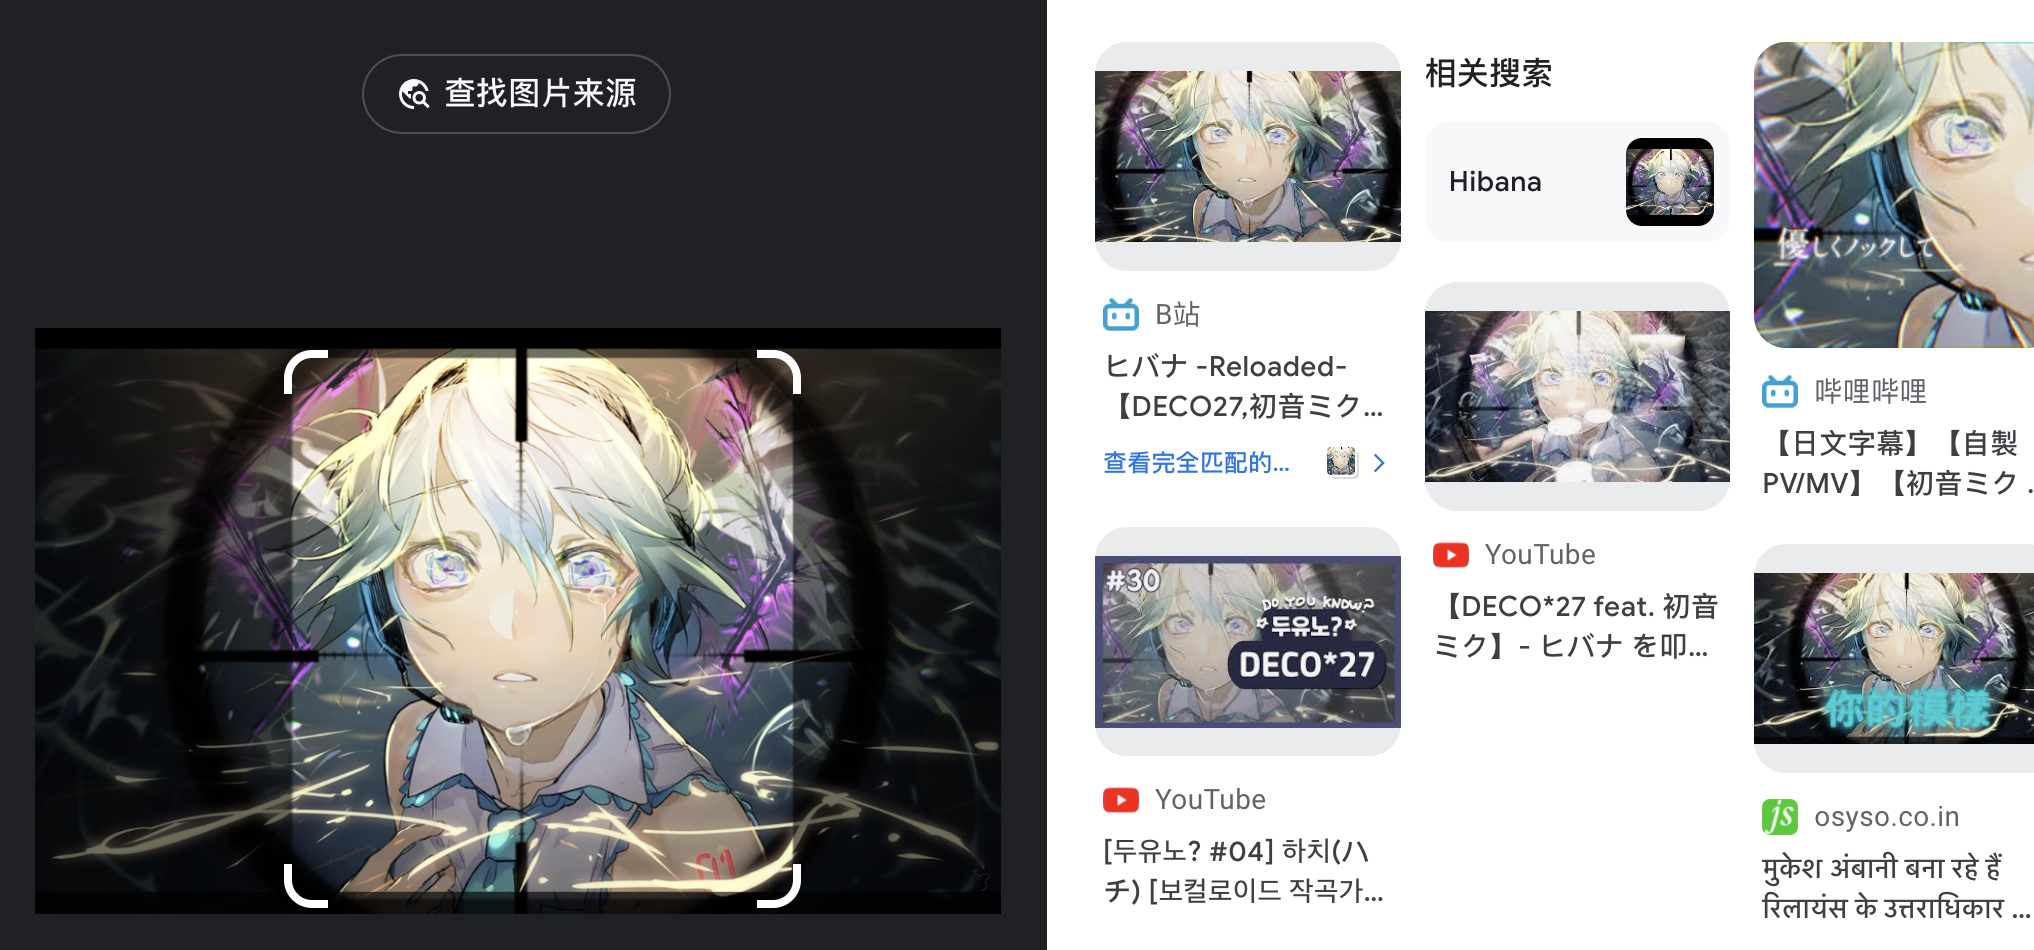 查找图片来源
01
B站
ヒバナ -Reloaded-
【DECO27,初音ミク...
查看完全匹配的...
#30
DO YOU KNOW?
두유노?
DECO*27
YouTube
[두유노? #04] 하치(ハ
チ) [보컬로이드 작곡가...
相关搜索
Hibana
YouTube
【DECO*27 feat. 初音
ミク】- ヒバナ を叩...
優しくノックして
哔哩哔哩
【日文字幕】【自製
PV/MV】【初音ミク .
你的模樣
js
osyso.co.in
मुकेश अंबानी बना रहे हैं
रिलायंस के उत्तराधिकार ...